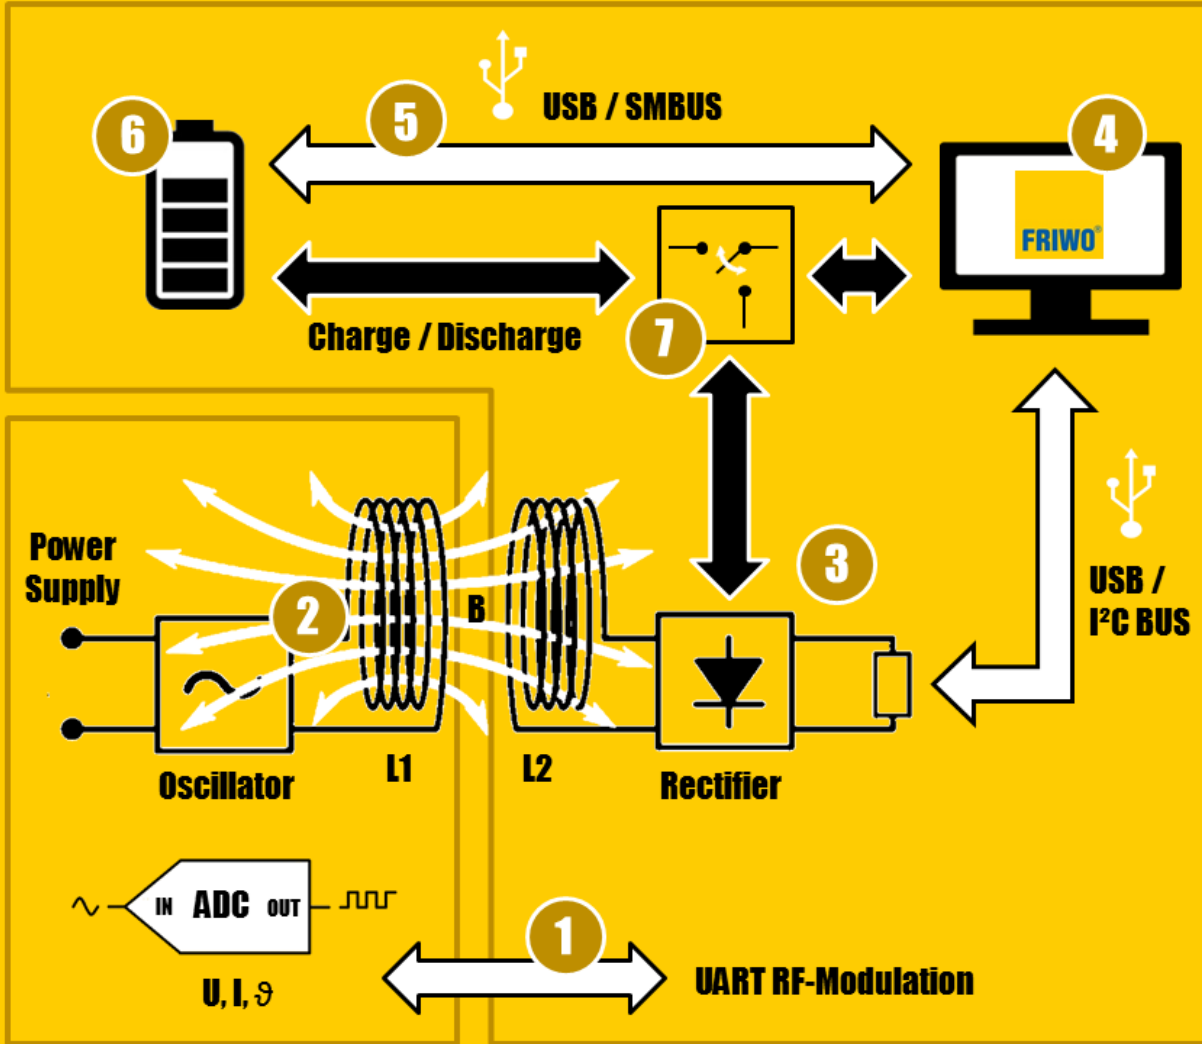 6
5
USB / SMBUS
4
FRIWO®
Charge / Discharge
7
Power
Supply
2
B
3
USB /
I²C BUS
L1
L2
Oscillator
Rectifier
IN ADC OUT
1
U, I, ϑ
UART RF-Modulation